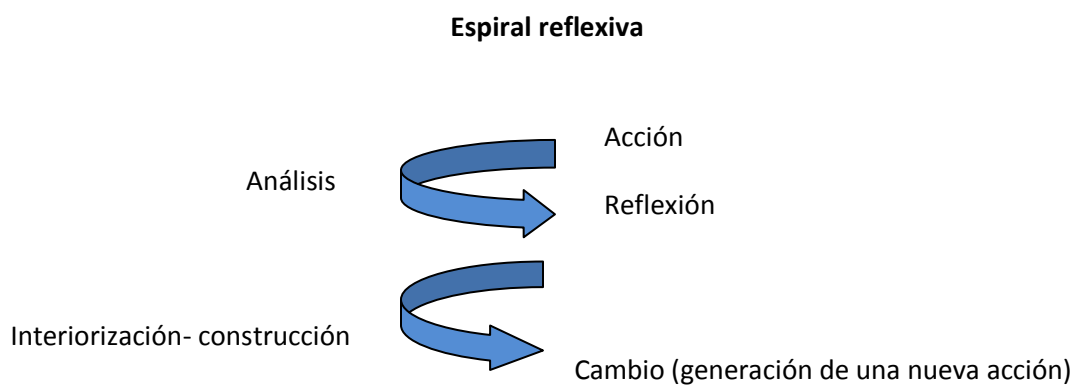 Espiral reflexiva
Acción
Análisis
Reflexión
Interiorización- construcción
Cambio (generación de una nueva acción)